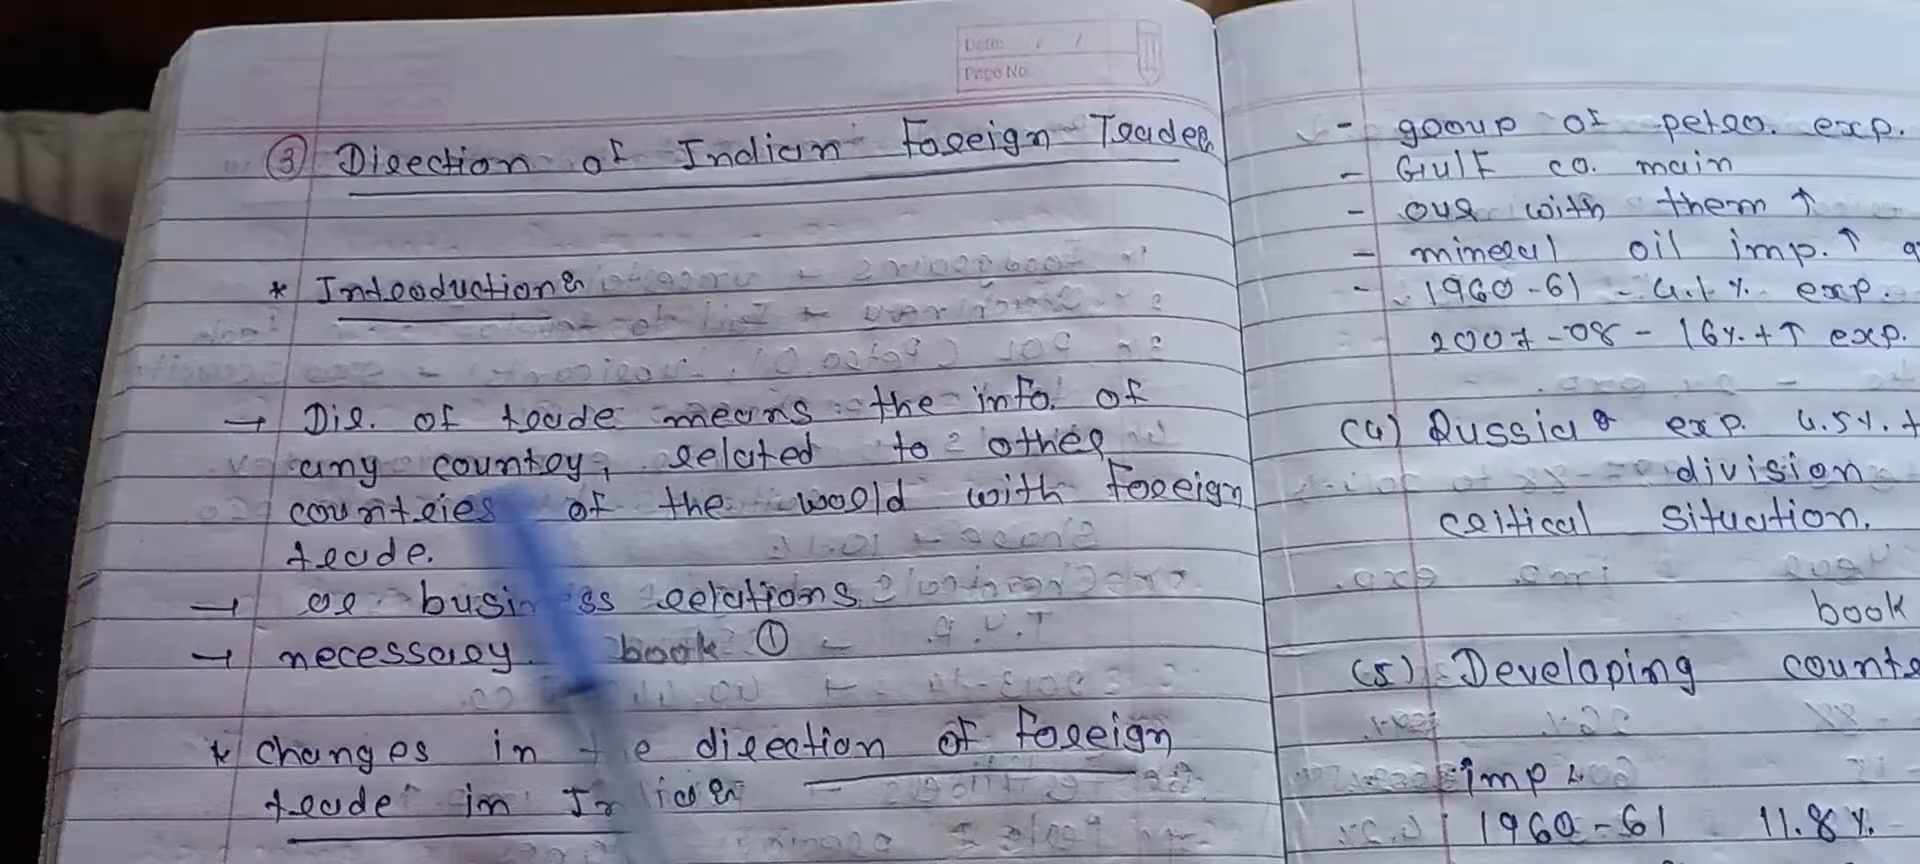 Date: / /
Page No.
③ Direction of Indian Foreign Trade:
* Introduction:
→ Dir. of trade means the info. of
any country, related to other
countries of the world with foreign
trade.
→ or business relations
→ necessary. book ①
* Changes in the direction of foreign
trade in India:
- group of petro. exp.
- Gulf co. main
- our with them ↑
- mineral oil imp. ↑
- 1960-61 - 4.1% exp.
2007-08 - 16%.+↑ exp.
(4) Russia: exp. 4.5%.+
division
critical situation.
book
(5) Developing
imp
1960-61 11.8%.